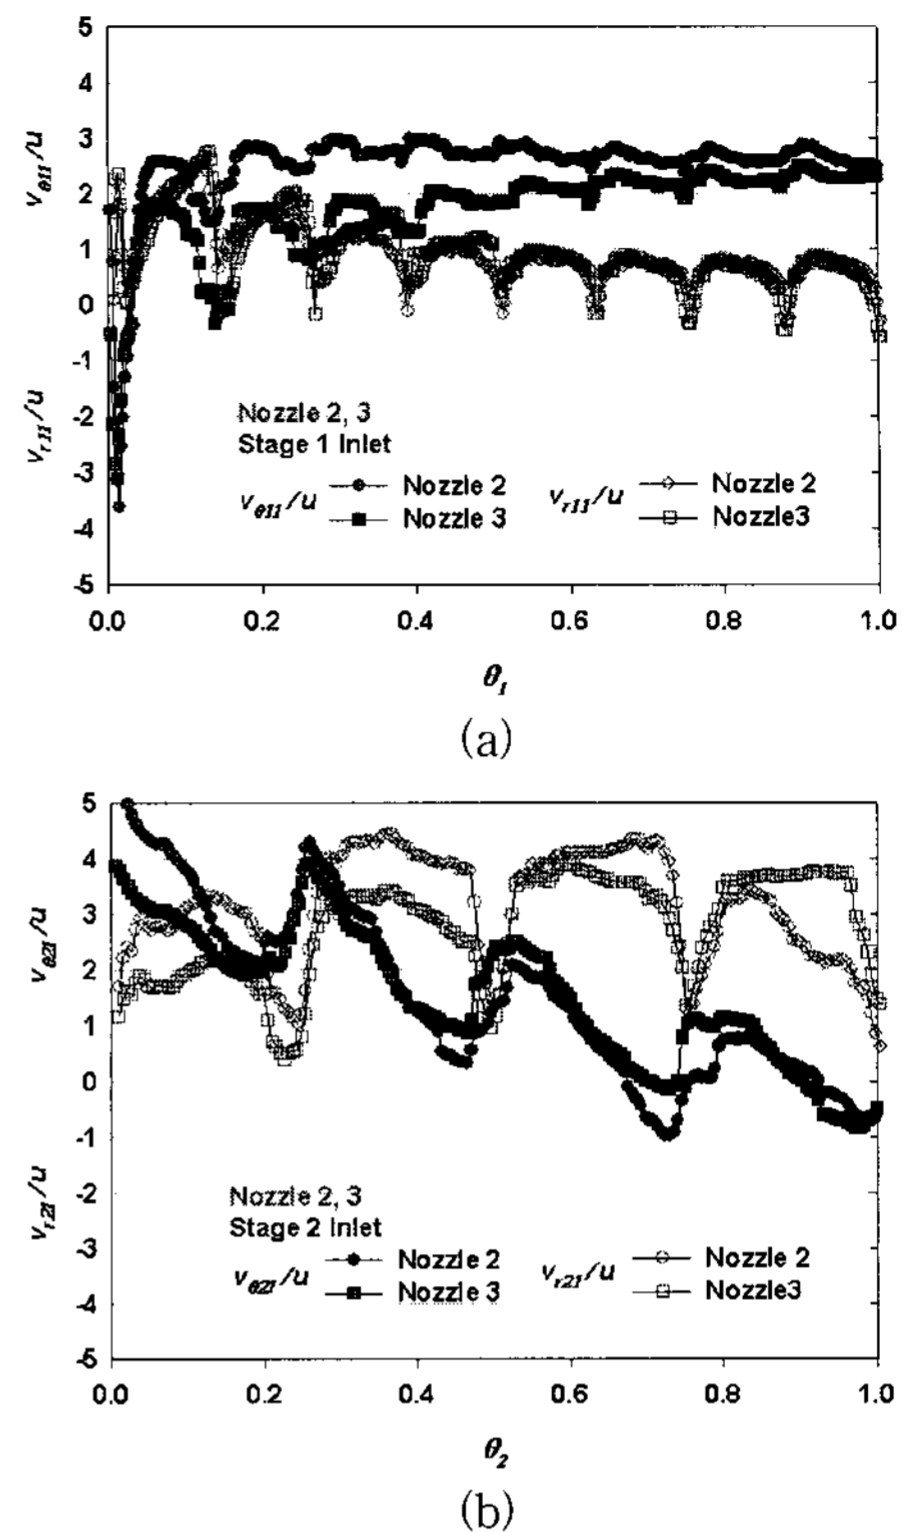 5
4
3
2
1
0
-1
-2
-3
-4
-5
vθ11/u
vr11/u
Nozzle 2, 3
Stage 1 Inlet
vθ11/u
Nozzle 2
Nozzle 3
vr11/u
Nozzle 2
Nozzle3
0.0 0.2 0.4 0.6 0.8 1.0
θ1
(a)
5
4
3
2
1
0
-1
-2
-3
-4
-5
vθ21/u
vr21/u
Nozzle 2, 3
Stage 2 Inlet
vθ21/u
Nozzle 2
Nozzle 3
vr21/u
Nozzle 2
Nozzle3
0.0 0.2 0.4 0.6 0.8 1.0
θ2
(b)